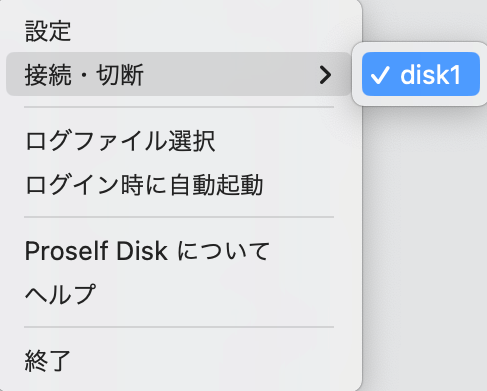 設定
接続・切断
✓ disk1
ログファイル選択
ログイン時に自動起動
Proself Disk について
ヘルプ
終了